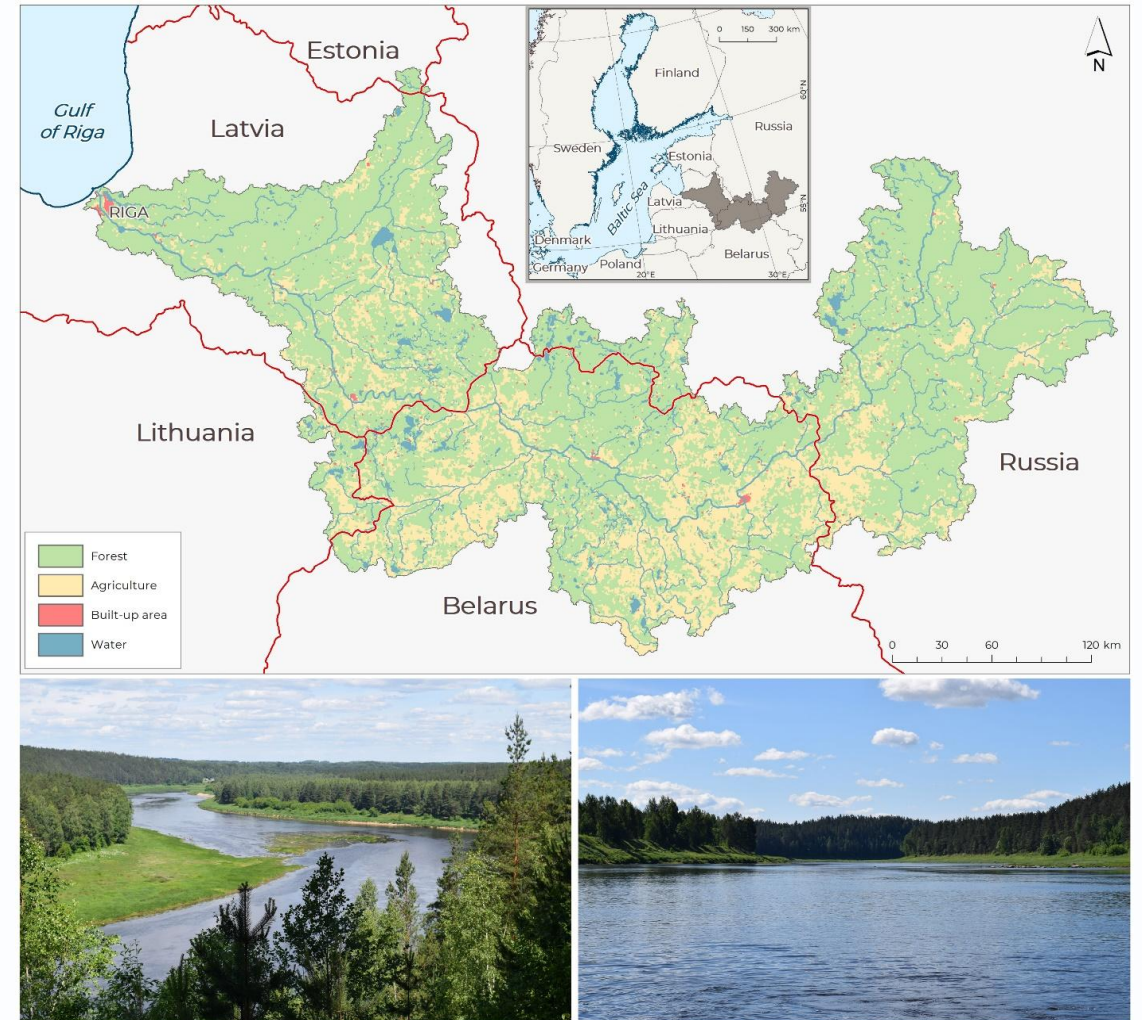 Estonia
Gulf
of Riga
Latvia
RIGA
Lithuania
Belarus
Russia
N
0 150 300 km
Finland
60°N
Russia
Sweden
Estonia
Baltic Sea
Latvia
55°N
Lithuania
Denmark
Belarus
Germany
Poland
20°E
30°E
Forest
Agriculture
Built-up area
Water
0 30 60 120 km